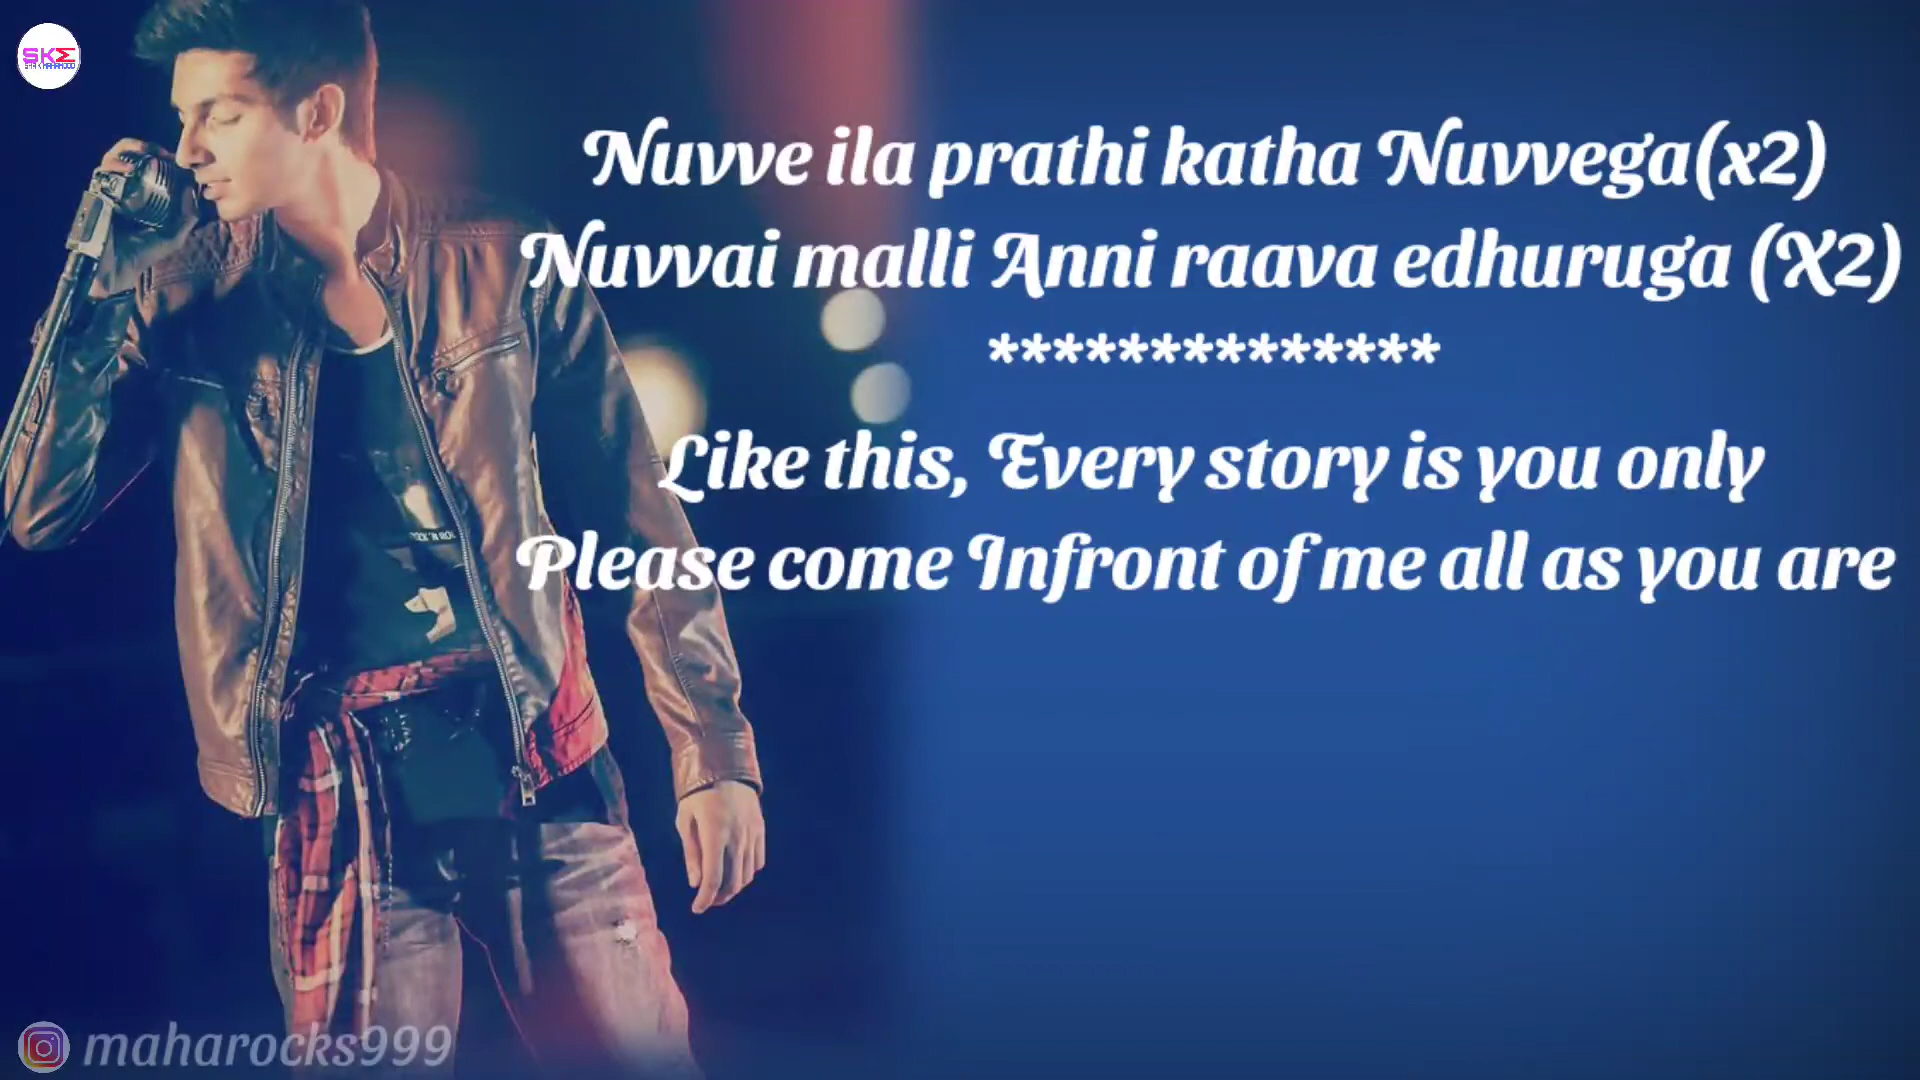 SKΣ
Nuvve ila prathi katha Nuvvega(x2)
Nuvvai malli Anni raava edhuruga (X2)
**************
Like this, Every story is you only
Please come Infront of me all as you are
maharocks999